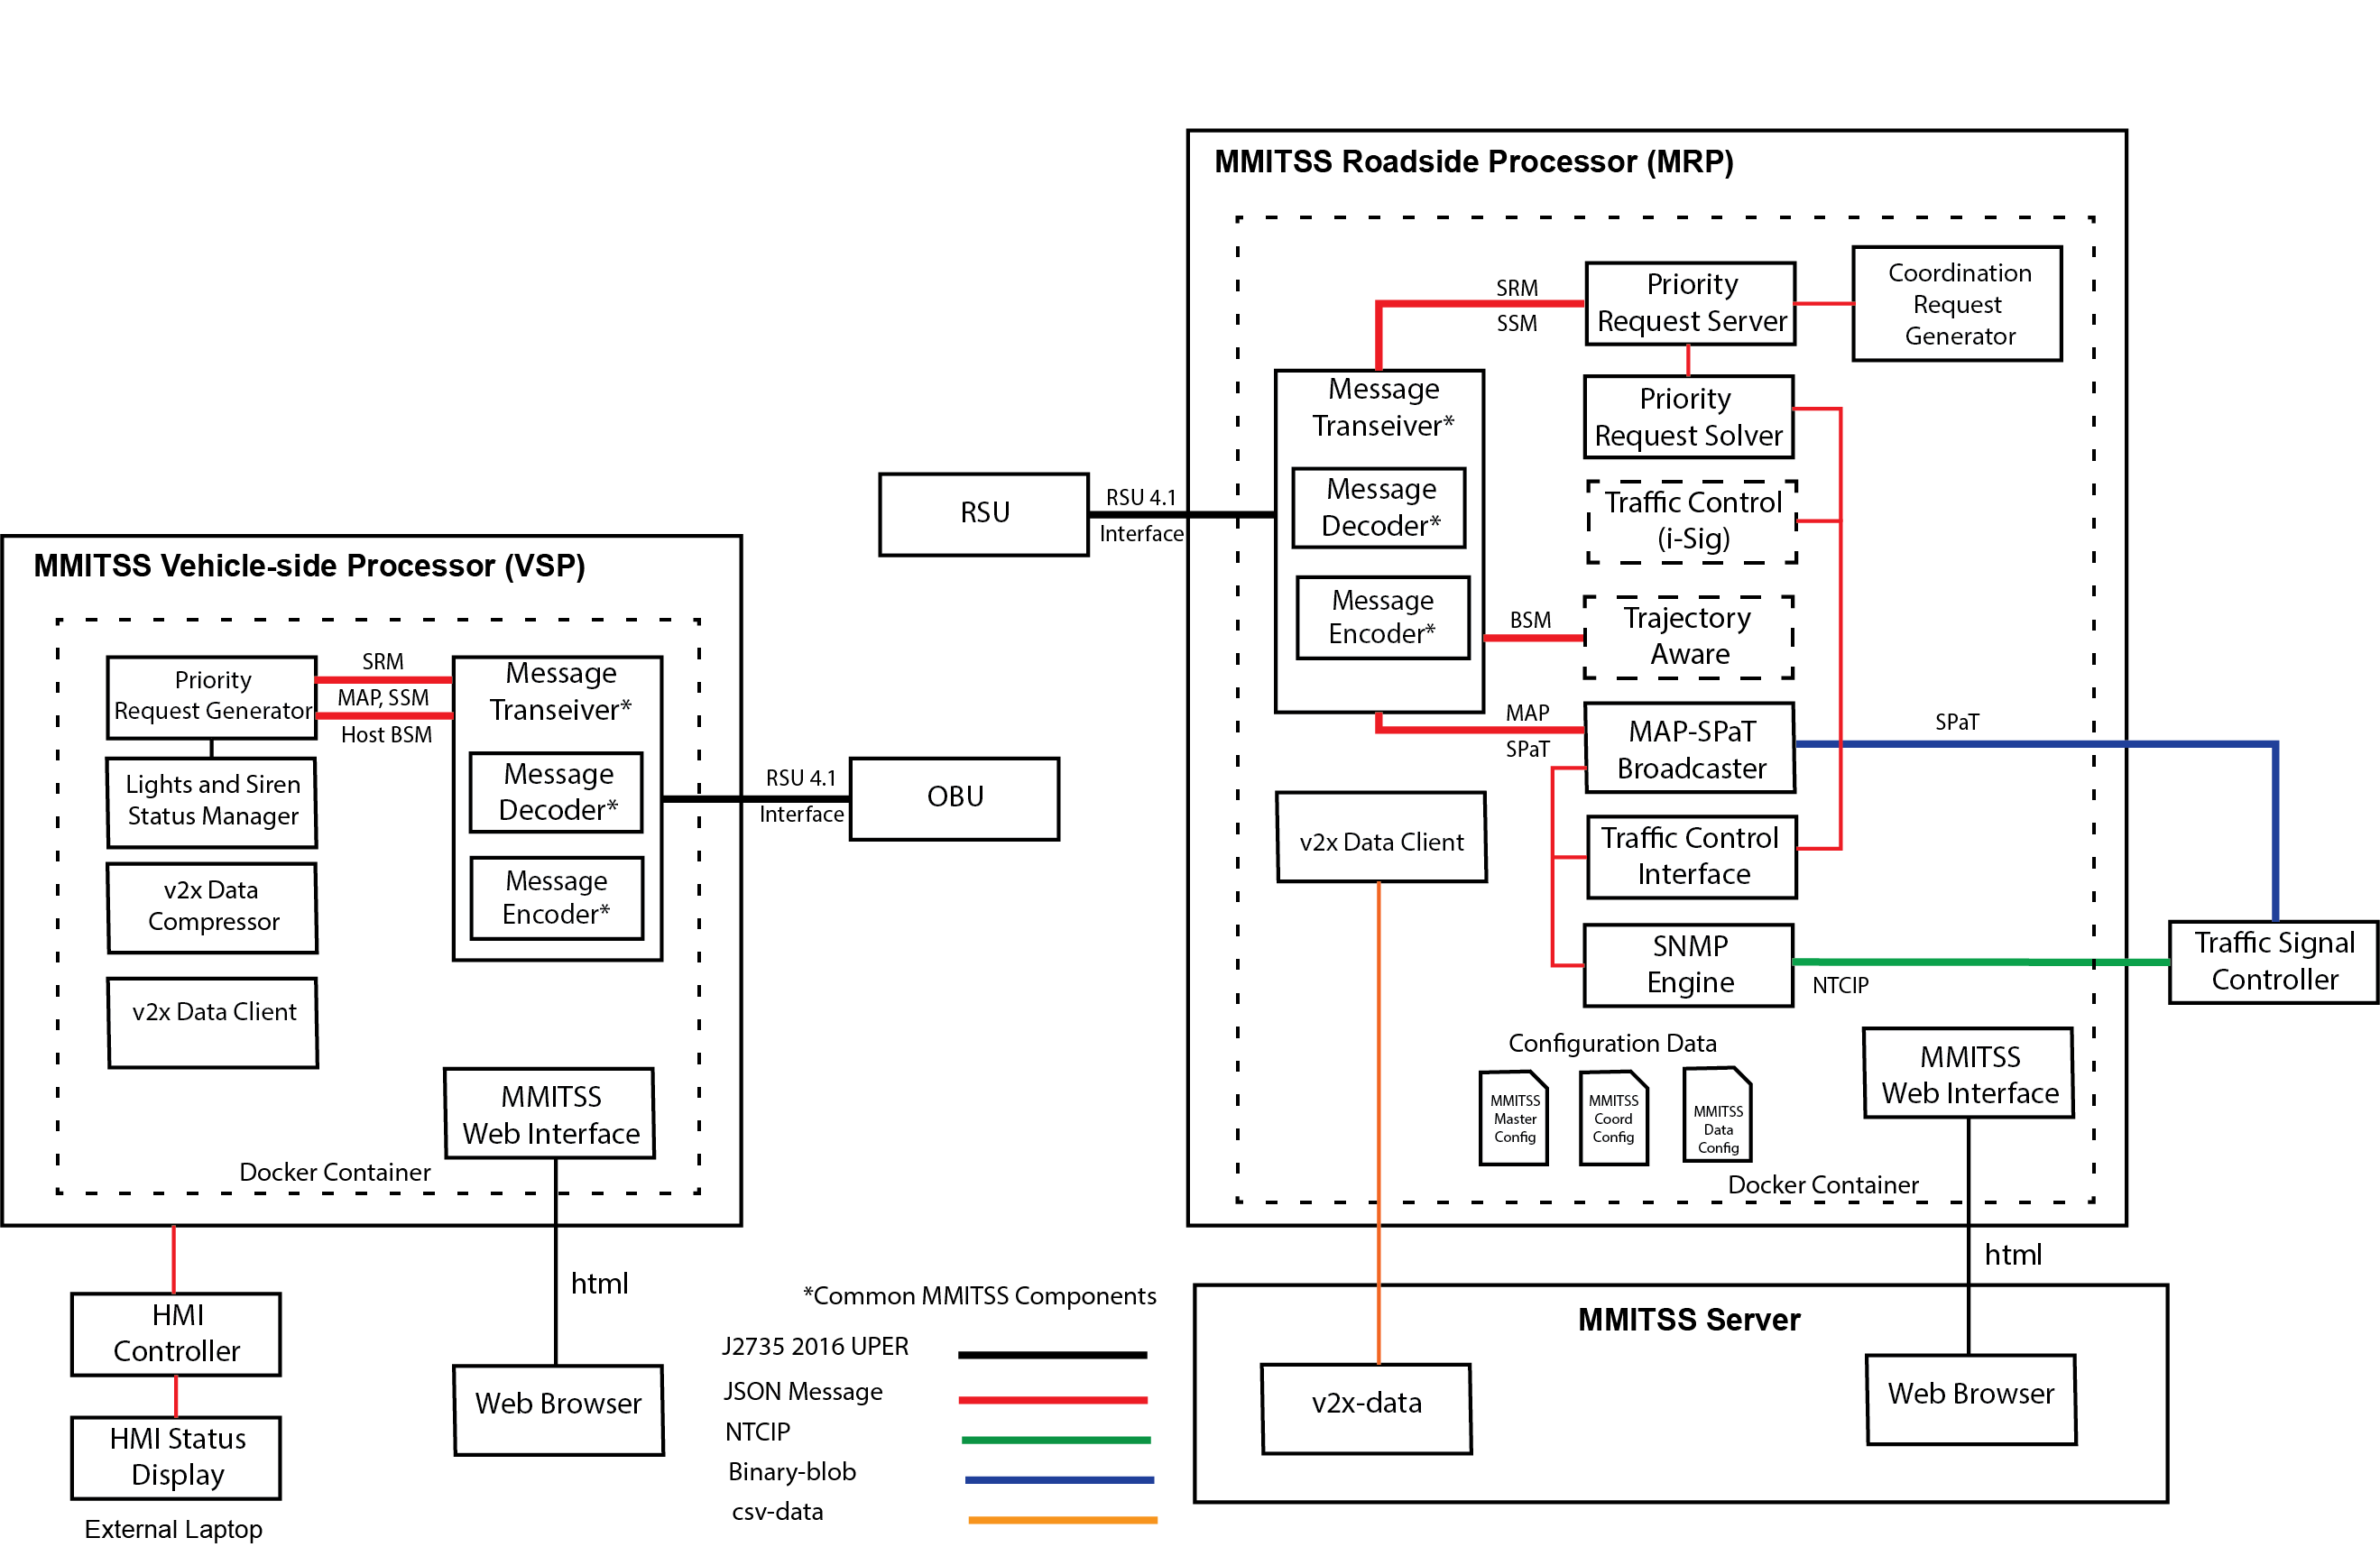 MMITSS Roadside Processor (MRP)
SRM
SSM
Priority
Request Server
Coordination
Request
Generator
Message
Transeiver*
Priority
Request Solver
Message
Decoder*
Traffic Control
(i-Sig)
RSU
RSU 4.1
Interface
Message
Encoder*
BSM
Trajectory
Aware
MAP
SPaT
MAP-SPaT
Broadcaster
SPaT
v2x Data Client
Traffic Control
Interface
SNMP
Engine
NTCIP
Traffic Signal
Controller
Configuration Data
MMITSS
Master
Config
MMITSS
Coord
Config
MMITSS
Data
Config
MMITSS
Web Interface
Docker Container
html
MMITSS Vehicle-side Processor (VSP)
Priority
Request Generator
SRM
MAP, SSM
Host BSM
Message
Transeiver*
Lights and Siren
Status Manager
Message
Decoder*
RSU 4.1
Interface
OBU
v2x Data
Compressor
Message
Encoder*
v2x Data Client
MMITSS
Web Interface
Docker Container
html
HMI
Controller
HMI Status
Display
External Laptop
Web Browser
*Common MMITSS Components
J2735 2016 UPER
JSON Message
NTCIP
Binary-blob
csv-data
MMITSS Server
v2x-data
Web Browser